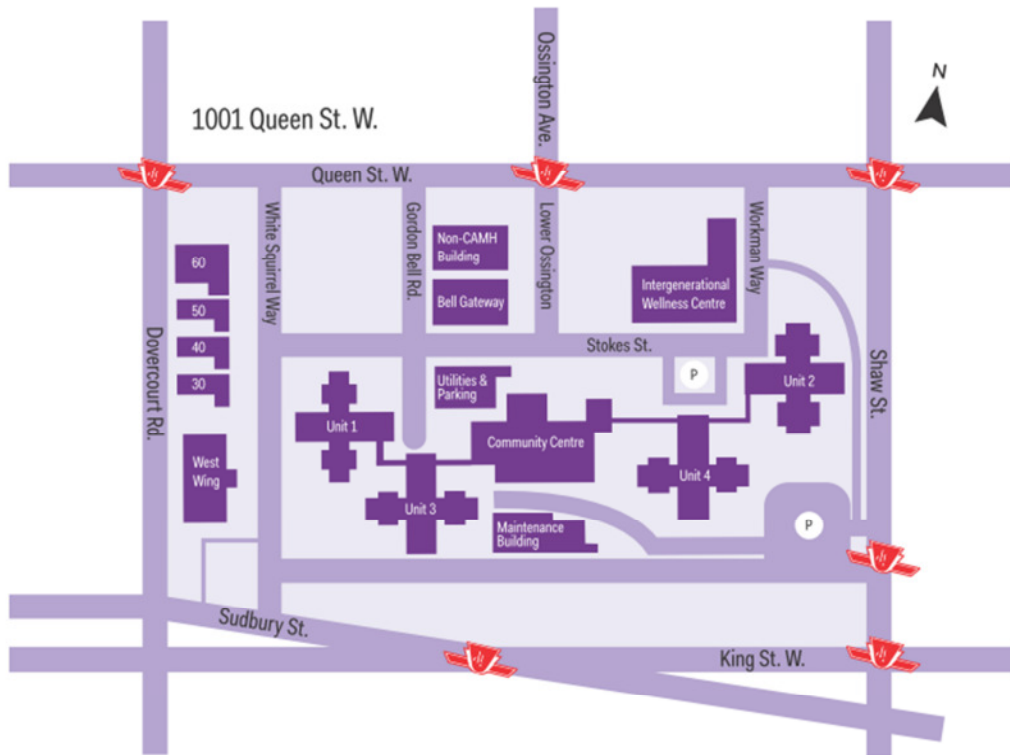 Ossington Ave.
N
1001 Queen St. W.
Queen St. W.
White Squirrel Way
Gordon Bell Rd.
Non-CAMH
Building
Lower Ossington
Workman Way
60
Intergenerational
Wellness Centre
Bell Gateway
50
Stokes St.
40
Dovercourt Rd.
Shaw St.
30
Utilities &
Parking
P
Unit 2
Unit 1
Community Centre
West
Wing
Unit 4
Unit 3
Maintenance
Building
P
Sudbury St.
King St. W.